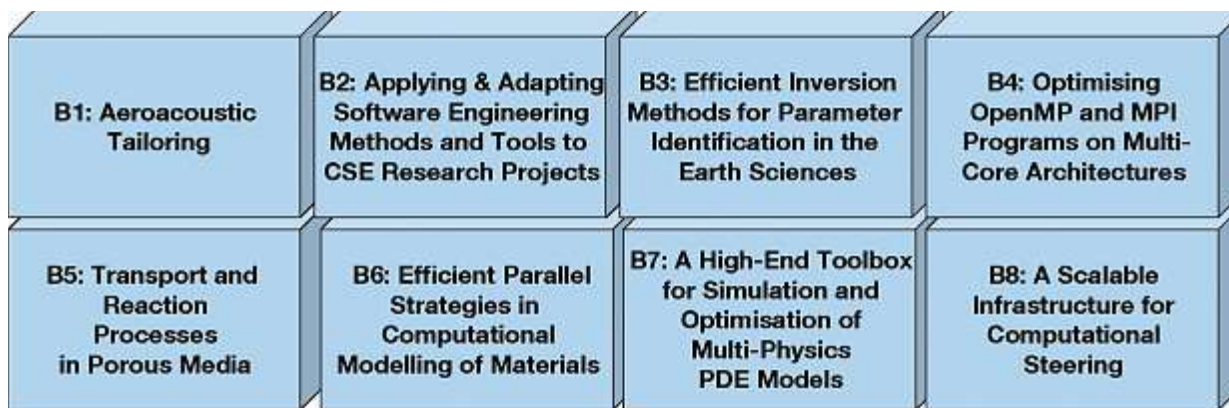 B1: Aeroacoustic
Tailoring
B2: Applying & Adapting
Software Engineering
Methods and Tools to
CSE Research Projects
B3: Efficient Inversion
Methods for Parameter
Identification in the
Earth Sciences
B4: Optimising
OpenMP and MPI
Programs on Multi-
Core Architectures
B5: Transport and
Reaction
Processes
in Porous Media
B6: Efficient Parallel
Strategies in
Computational
Modelling of Materials
B7: A High-End Toolbox
for Simulation and
Optimisation of
Multi-Physics
PDE Models
B8: A Scalable
Infrastructure for
Computational
Steering